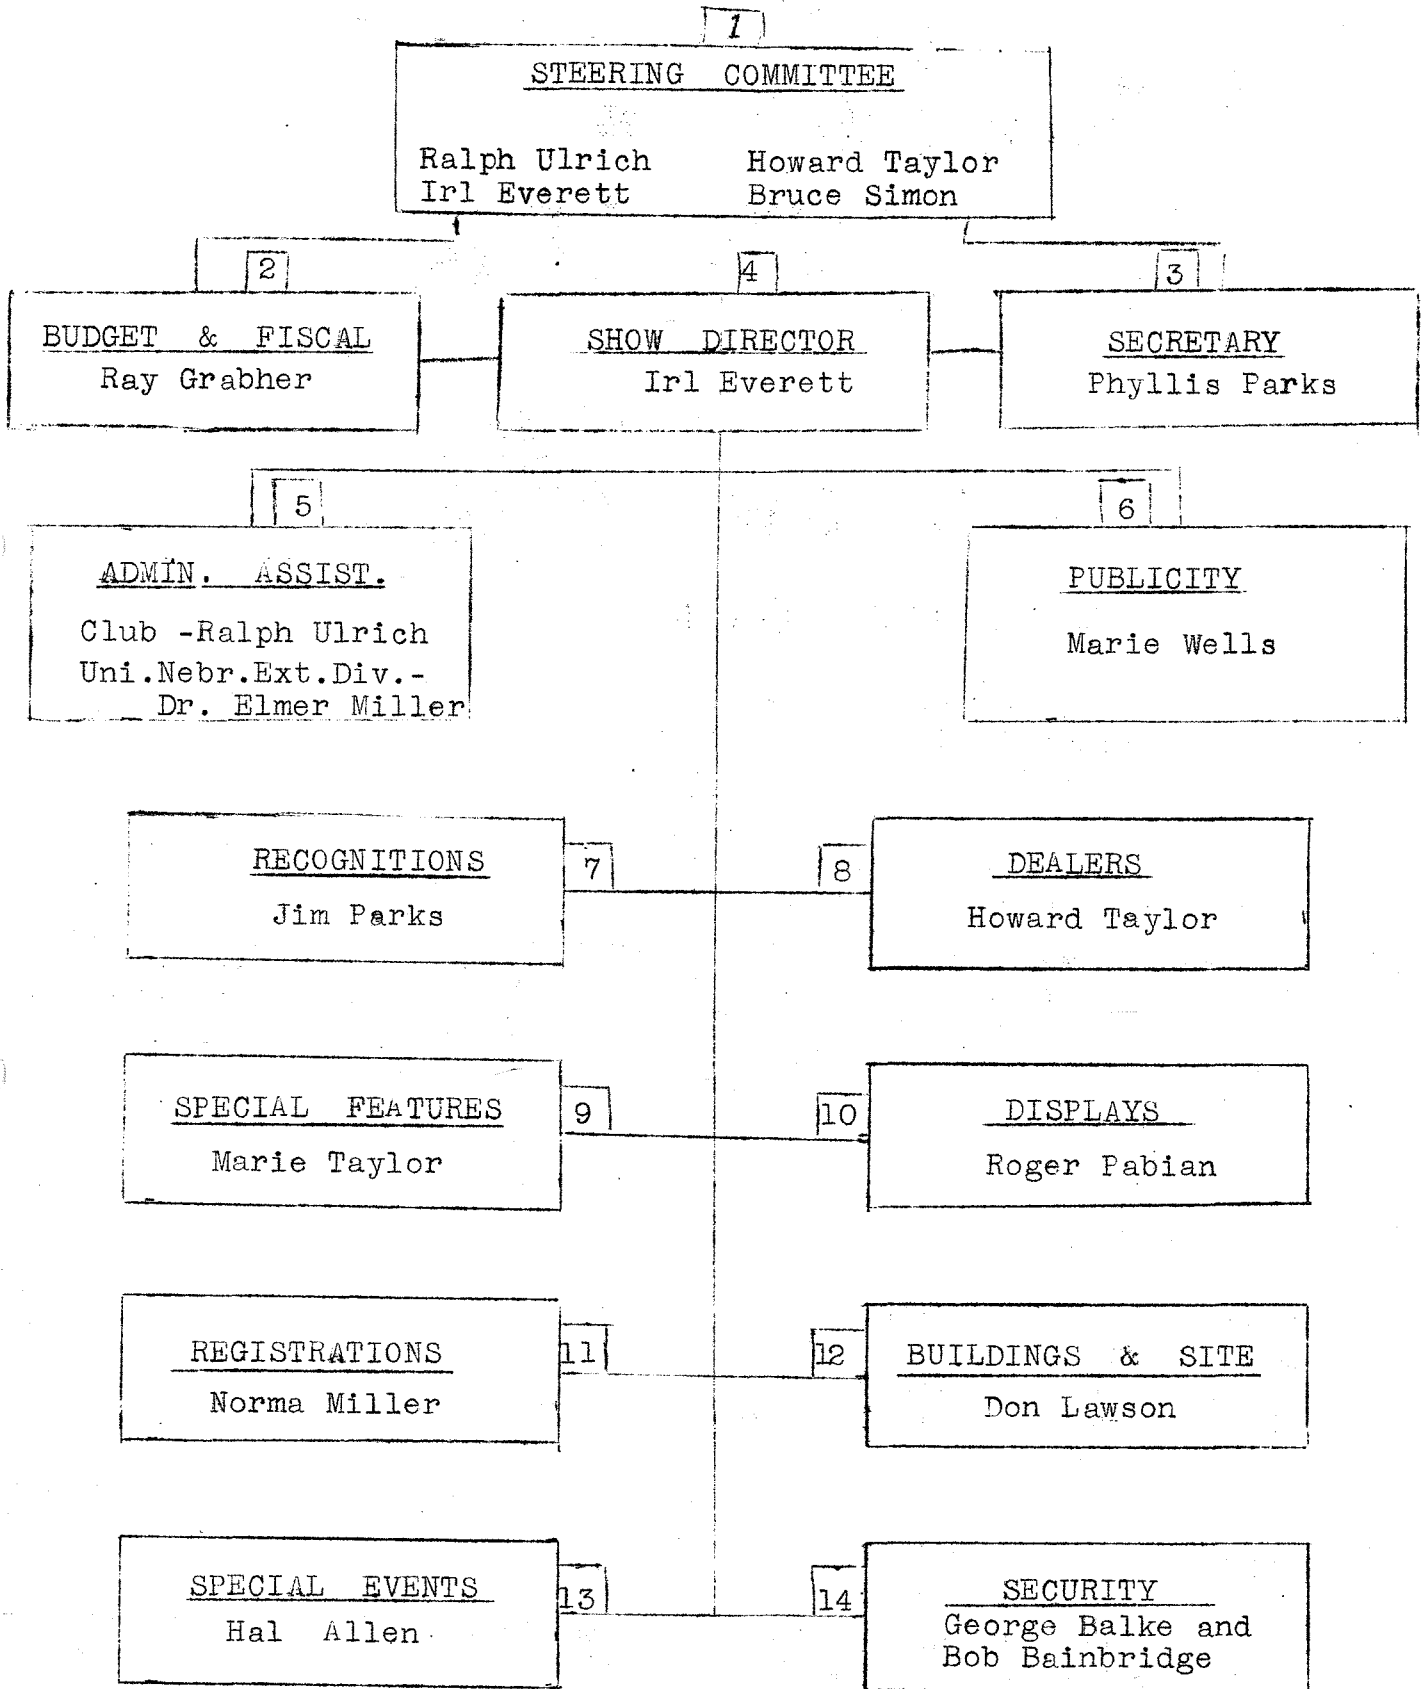 1
STEERING COMMITTEE
Ralph Ulrich Howard Taylor
Irl Everett Bruce Simon
2
BUDGET & FISCAL
Ray Grabher
4
SHOW DIRECTOR
Irl Everett
3
SECRETARY
Phyllis Parks
5
ADMIN. ASSIST.
Club -Ralph Ulrich
Uni.Nebr.Ext.Div.-
Dr. Elmer Miller
6
PUBLICITY
Marie Wells
7
RECOGNITIONS
Jim Parks
8
DEALERS
Howard Taylor
9
SPECIAL FEATURES
Marie Taylor
10
DISPLAYS
Roger Pabian
11
REGISTRATIONS
Norma Miller
12
BUILDINGS & SITE
Don Lawson
13
SPECIAL EVENTS
Hal Allen
14
SECURITY
George Balke and
Bob Bainbridge